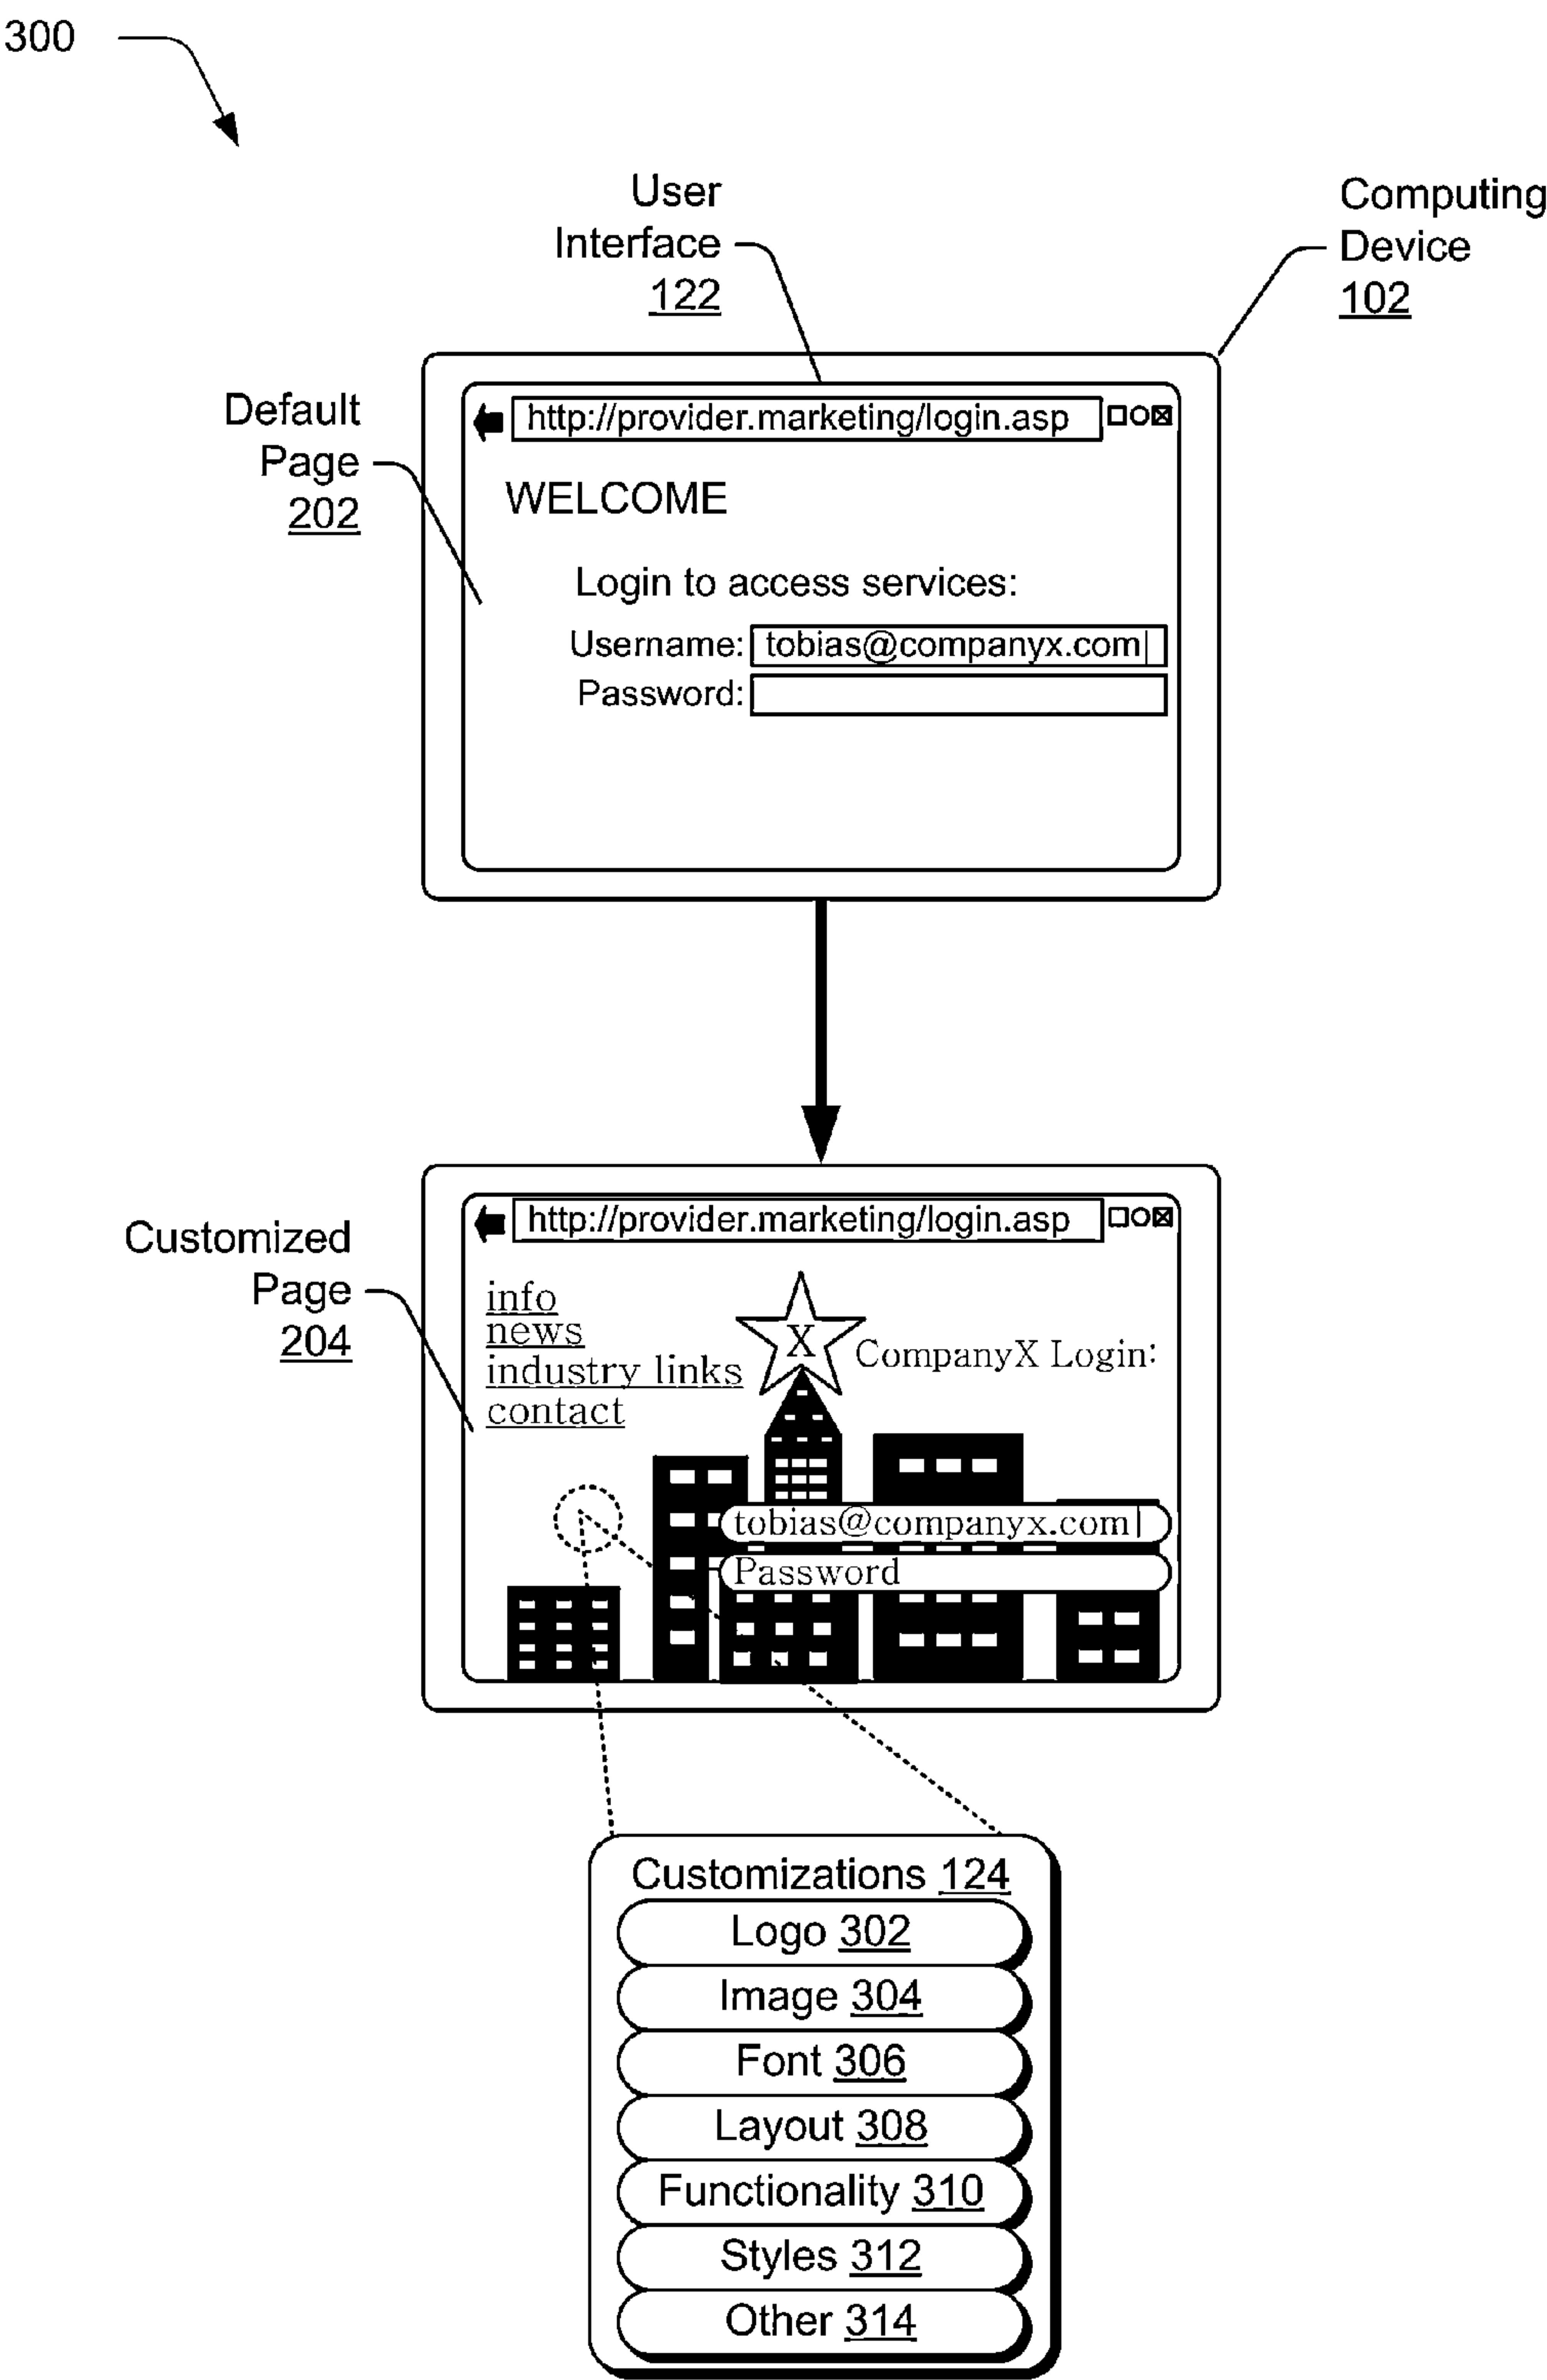 300
User
Interface
122
Computing
Device
102
Default
Page
202
http://provider.marketing/login.asp
WELCOME
Login to access services:
Username: tobias@companyx.com
Password:
Customized
Page
204
http://provider.marketing/login.asp
info
news
industry links
contact
X
CompanyX Login:
tobias@companyx.com
Password
Customizations 124
Logo 302
Image 304
Font 306
Layout 308
Functionality 310
Styles 312
Other 314